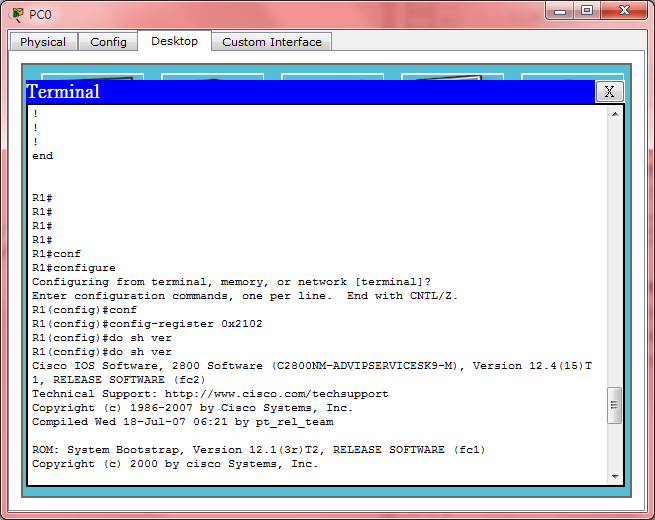 PC0
Physical Config Desktop Custom Interface
Terminal X
!
!
!
end
R1#
R1#
R1#
R1#
R1#conf
R1#configure
Configuring from terminal, memory, or network [terminal]?
Enter configuration commands, one per line.  End with CNTL/Z.
R1(config)#conf
R1(config)#config-register 0x2102
R1(config)#do sh ver
R1(config)#do sh ver
Cisco IOS Software, 2800 Software (C2800NM-ADVIPSERVICESK9-M), Version 12.4(15)T
1, RELEASE SOFTWARE (fc2)
Technical Support: http://www.cisco.com/techsupport
Copyright (c) 1986-2007 by Cisco Systems, Inc.
Compiled Wed 18-Jul-07 06:21 by pt_rel_team
ROM: System Bootstrap, Version 12.1(3r)T2, RELEASE SOFTWARE (fc1)
Copyright (c) 2000 by cisco Systems, Inc.